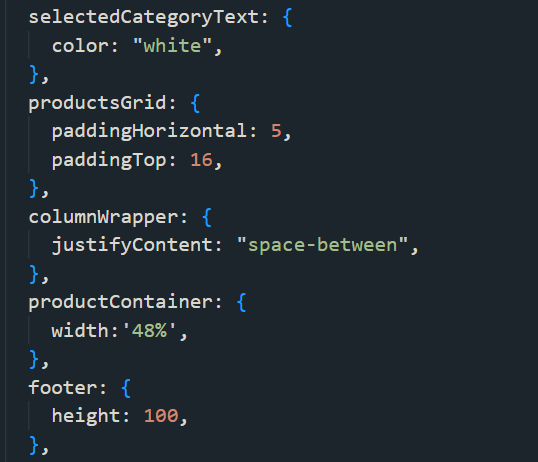 selectedCategoryText: {
  color: "white",
},
productsGrid: {
  paddingHorizontal: 5,
  paddingTop: 16,
},
columnWrapper: {
  justifyContent: "space-between",
},
productContainer: {
  width:'48%',
},
footer: {
  height: 100,
},